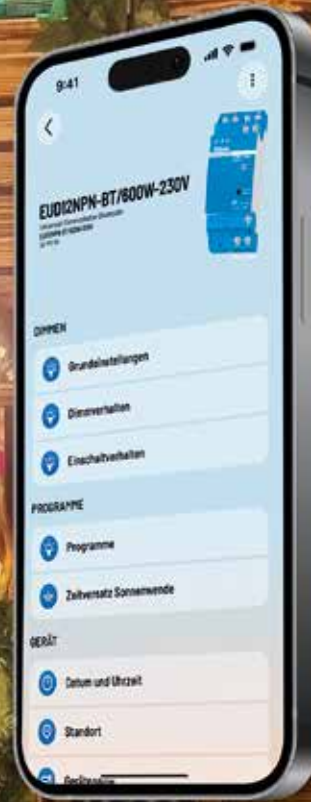 9:41
EUD12NPN-BT/600W-230V
DIMMEN
Grundeinstellungen
Dimmverhalten
Einschaltverhalten
PROGRAMME
Programme
Zeitversatz Sonnenwende
GERÄT
Datum und Uhrzeit
Standort